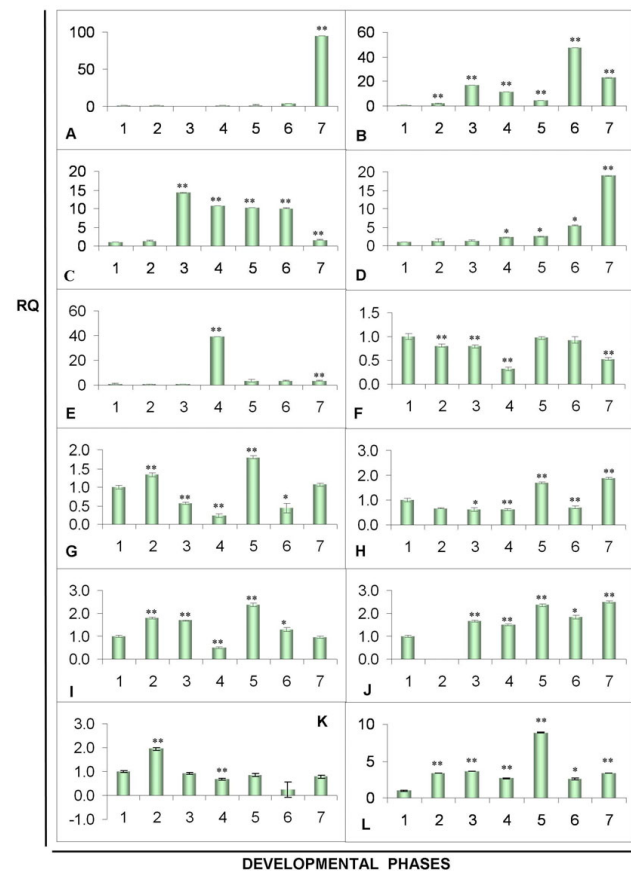 100
50
0
**
A
1 2 3 4 5 6 7
60
40
20
0
** ** ** ** ** **
B
1 2 3 4 5 6 7
20
15
10
5
0
** ** ** ** **
C
1 2 3 4 5 6 7
20
15
10
5
0
* * * **
D
1 2 3 4 5 6 7
RQ
60
40
20
0
** **
E
1 2 3 4 5 6 7
1.5
1.0
0.5
0.0
** ** ** **
F
1 2 3 4 5 6 7
2.0
1.5
1.0
0.5
0.0
** ** ** ** *
G
1 2 3 4 5 6 7
3.0
2.0
1.0
0.0
* ** ** ** **
H
1 2 3 4 5 6 7
3.0
2.0
1.0
0.0
** ** ** ** *
I
1 2 3 4 5 6 7
3.0
2.0
1.0
0.0
** ** ** * **
J
1 2 3 4 5 6 7
K
3.0
2.0
1.0
0.0
-1.0
** **
1 2 3 4 5 6 7
10
5
0
** ** ** ** * **
L
1 2 3 4 5 6 7
DEVELOPMENTAL PHASES